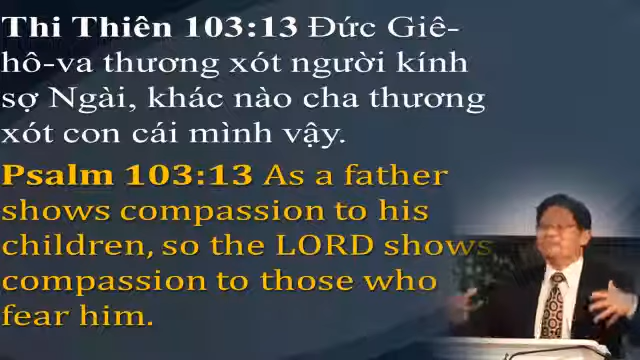 Thi Thiên 103:13 Đức Giê-
hô-va thương xót người kính
sợ Ngài, khác nào cha thương
xót con cái mình vậy.
Psalm 103:13 As a father
shows compassion to his
children, so the LORD shows
compassion to those who
fear him.